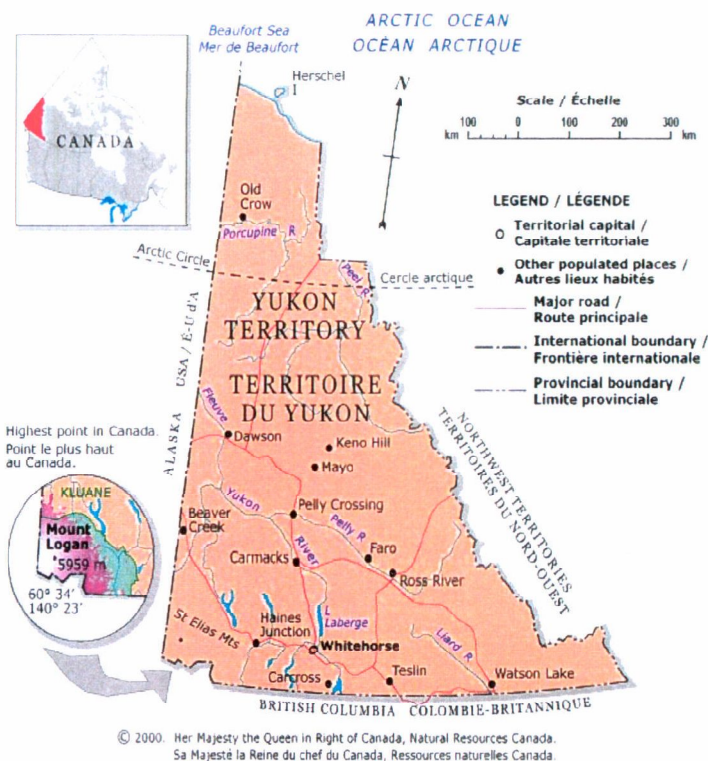 ARCTIC OCEAN
OCÉAN ARCTIQUE
Beaufort Sea
Mer de Beaufort
Herschel
I
N
CANADA
Scale / Échelle
100 0 100 200 300
km km
LEGEND / LÉGENDE
Territorial capital /
Capitale territoriale
Other populated places /
Autres lieux habités
Major road /
Route principale
International boundary /
Frontière internationale
Provincial boundary /
Limite provinciale
Old
Crow
Porcupine R
Arctic Circle
Peel R
Cercle arctique
YUKON
TERRITORY
TERRITOIRE
DU YUKON
ALASKA USA / É-U d'A
NORTHWEST TERRITORIES
TERRITOIRES DU NORD-OUEST
Fleuve
Dawson
Keno Hill
Mayo
Highest point in Canada.
Point le plus haut
au Canada.
KLUANE
Mount
Logan
5959 m
60° 34'
140° 23'
Yukon
Pelly Crossing
Beaver
Creek
River
Pelly R
Carmacks
Faro
Ross River
St Elias Mts
Haines
Junction
L
Laberge
Whitehorse
Liard R
Carcross
Teslin
Watson Lake
BRITISH COLUMBIA COLOMBIE-BRITANNIQUE
© 2000. Her Majesty the Queen in Right of Canada, Natural Resources Canada.
Sa Majesté la Reine du chef du Canada, Ressources naturelles Canada.